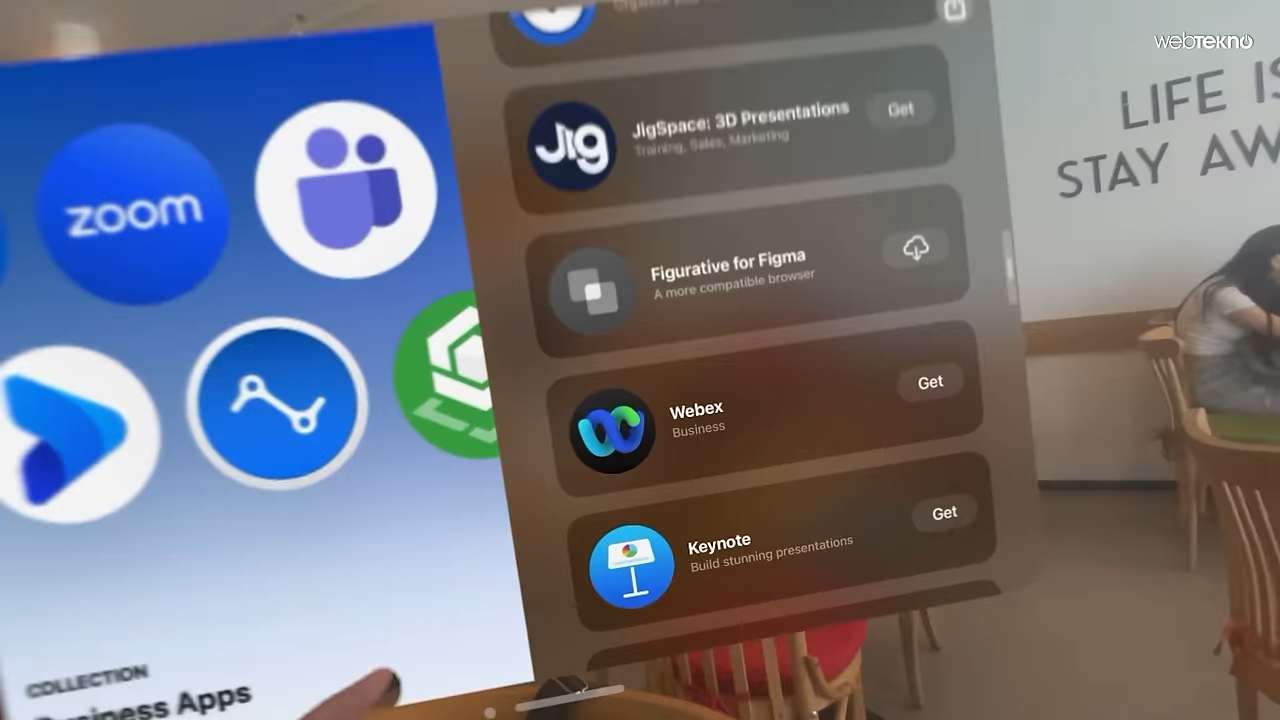 webtekno
zoom
COLLECTION
Business Apps
Jig
JigSpace: 3D Presentations
Training, Sales, Marketing
Get
Figurative for Figma
A more compatible browser
Webex
Business
Get
Keynote
Build stunning presentations
Get
LIFE IS
STAY AW